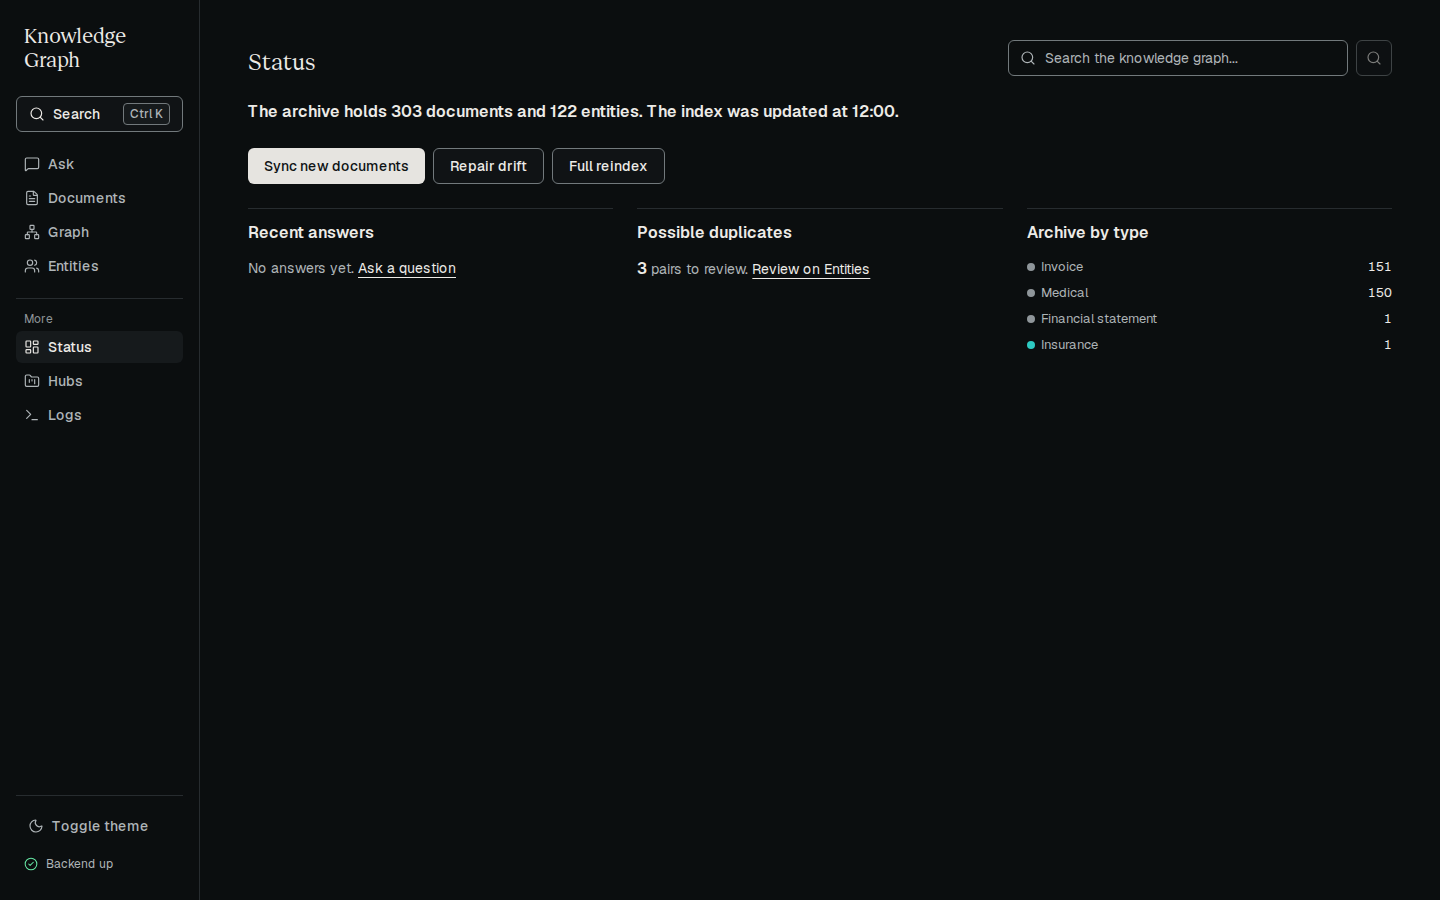 Knowledge
Graph
Search Ctrl K
Ask
Documents
Graph
Entities
More
Status
Hubs
Logs
Toggle theme
Backend up
Status
Search the knowledge graph...
The archive holds 303 documents and 122 entities. The index was updated at 12:00.
Sync new documents Repair drift Full reindex
Recent answers
No answers yet. Ask a question
Possible duplicates
3 pairs to review. Review on Entities
Archive by type
Invoice 151
Medical 150
Financial statement 1
Insurance 1